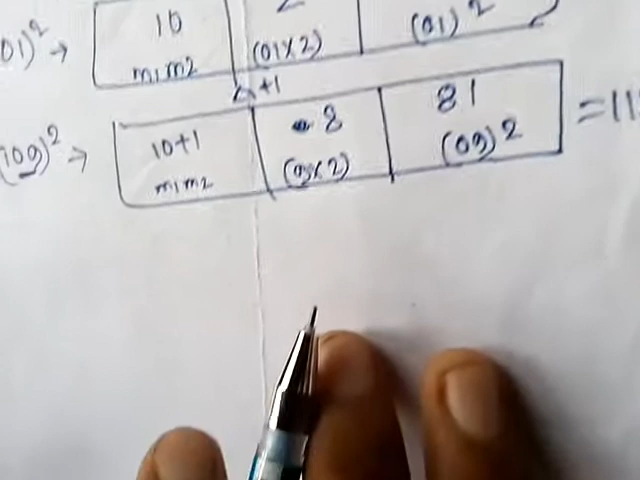 01)² → 10 (01)²
m1m2 (01×2)
+1
(109)² → 10+1 8 81 = 11
m1m2 (09×2) (09)²